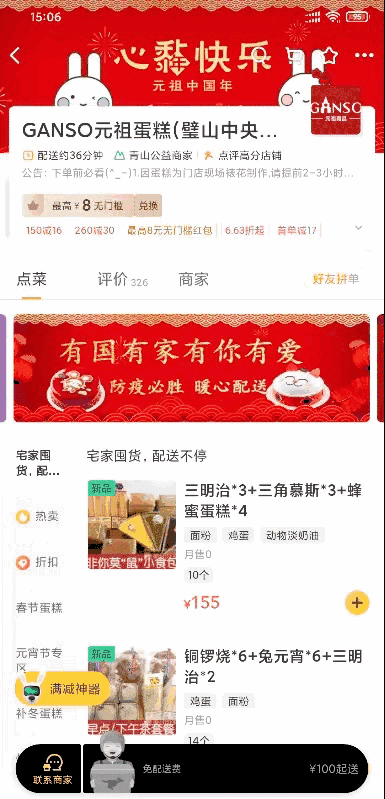 15:06
95
心黏快乐
元祖中国年
GANSO
元祖食品
GANSO元祖蛋糕(璧山中央...
配送约36分钟
青山公益商家
点评高分店铺
公告: 下单前必看(^_-)1.因蛋糕为门店现场裱花制作,请提前2-3小时...
最高¥8无门槛 兑换
150减16
260减30
最高8元无门槛红包
6.63折起
首单减17
点菜
评价 326
商家
好友拼单
有国有家有你有爱
防疫必胜 暖心配送
宅家囤货，配...
热卖
折扣
春节蛋糕
元宵节专区
满减神器
补冬蛋糕
宅家囤货，配送不停
新品
非你莫“鼠”小食包
三明治*3+三角慕斯*3+蜂蜜蛋糕*4
面粉 鸡蛋 动物淡奶油
月售0
10个
¥155
新品
早点/下午茶套餐
铜锣烧*6+兔元宵*6+三明治*2
鸡蛋 面粉
月售0
14个
联系商家
免配送费
¥100起送